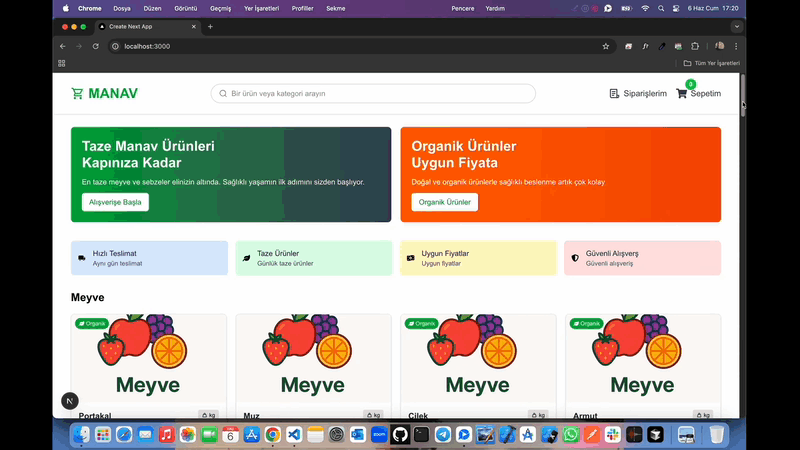 Chrome Dosya Düzen Görüntü Geçmiş Yer İşaretleri Profiller Sekme Pencere Yardım 6 Haz Cum 17:20
Create Next App
localhost:3000
Tüm Yer İşaretleri
MANAV
Bir ürün veya kategori arayın
Siparişlerim
0
Sepetim
Taze Manav Ürünleri
Kapınıza Kadar
En taze meyve ve sebzeler elinizin altında. Sağlıklı yaşamın ilk adımını sizden başlıyor.
Alışverişe Başla
Organik Ürünler
Uygun Fiyata
Doğal ve organik ürünlerle sağlıklı beslenme artık çok kolay
Organik Ürünler
Hızlı Teslimat
Aynı gün teslimat
Taze Ürünler
Günlük taze ürünler
Uygun Fiyatlar
Uygun fiyatlar
Güvenli Alışverş
Güvenli alışveriş
Meyve
Organik
Meyve
Portakal
kg
Meyve
Muz
kg
Organik
Meyve
Çilek
kg
Organik
Meyve
Armut
kg
N
zoom